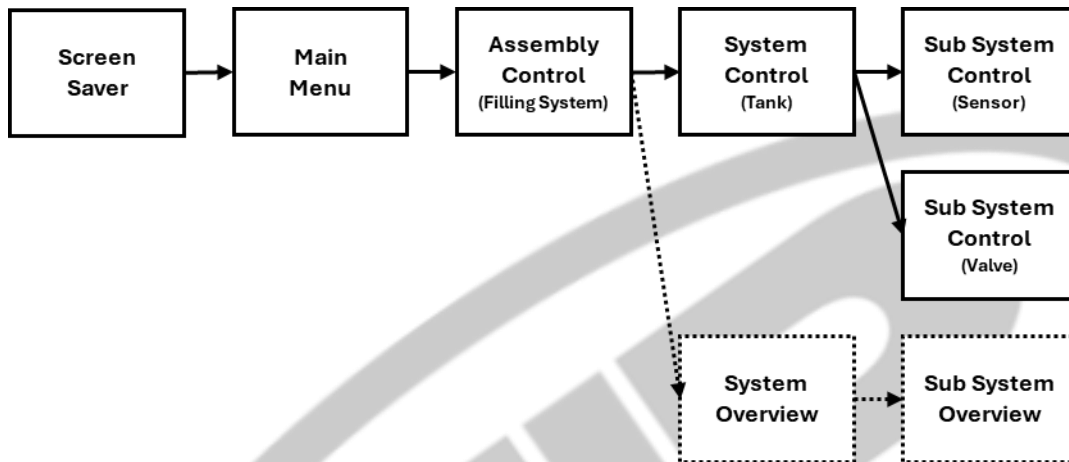 Screen
Saver
Main
Menu
Assembly
Control
(Filling System)
System
Control
(Tank)
Sub System
Control
(Sensor)
Sub System
Control
(Valve)
System
Overview
Sub System
Overview